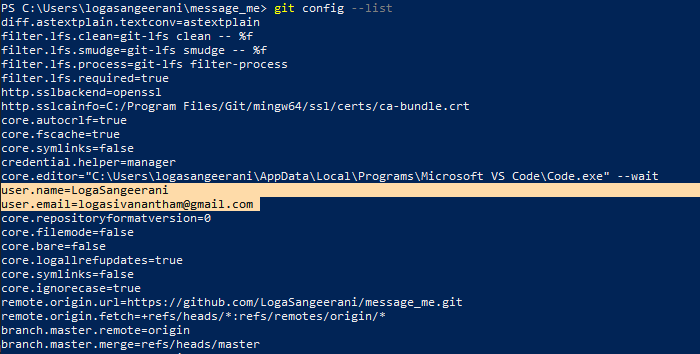 PS C:\Users\logasangeerani\message_me> git config --list
diff.astextplain.textconv=astextplain
filter.lfs.clean=git-lfs clean -- %f
filter.lfs.smudge=git-lfs smudge -- %f
filter.lfs.process=git-lfs filter-process
filter.lfs.required=true
http.sslbackend=openssl
http.sslcainfo=C:/Program Files/Git/mingw64/ssl/certs/ca-bundle.crt
core.autocrlf=true
core.fscache=true
core.symlinks=false
credential.helper=manager
core.editor="C:\Users\logasangeerani\AppData\Local\Programs\Microsoft VS Code\Code.exe" --wait
user.name=LogaSangeerani
user.email=logasivanantham@gmail.com
core.repositoryformatversion=0
core.filemode=false
core.bare=false
core.logallrefupdates=true
core.symlinks=false
core.ignorecase=true
remote.origin.url=https://github.com/LogaSangeerani/message_me.git
remote.origin.fetch=+refs/heads/*:refs/remotes/origin/*
branch.master.remote=origin
branch.master.merge=refs/heads/master